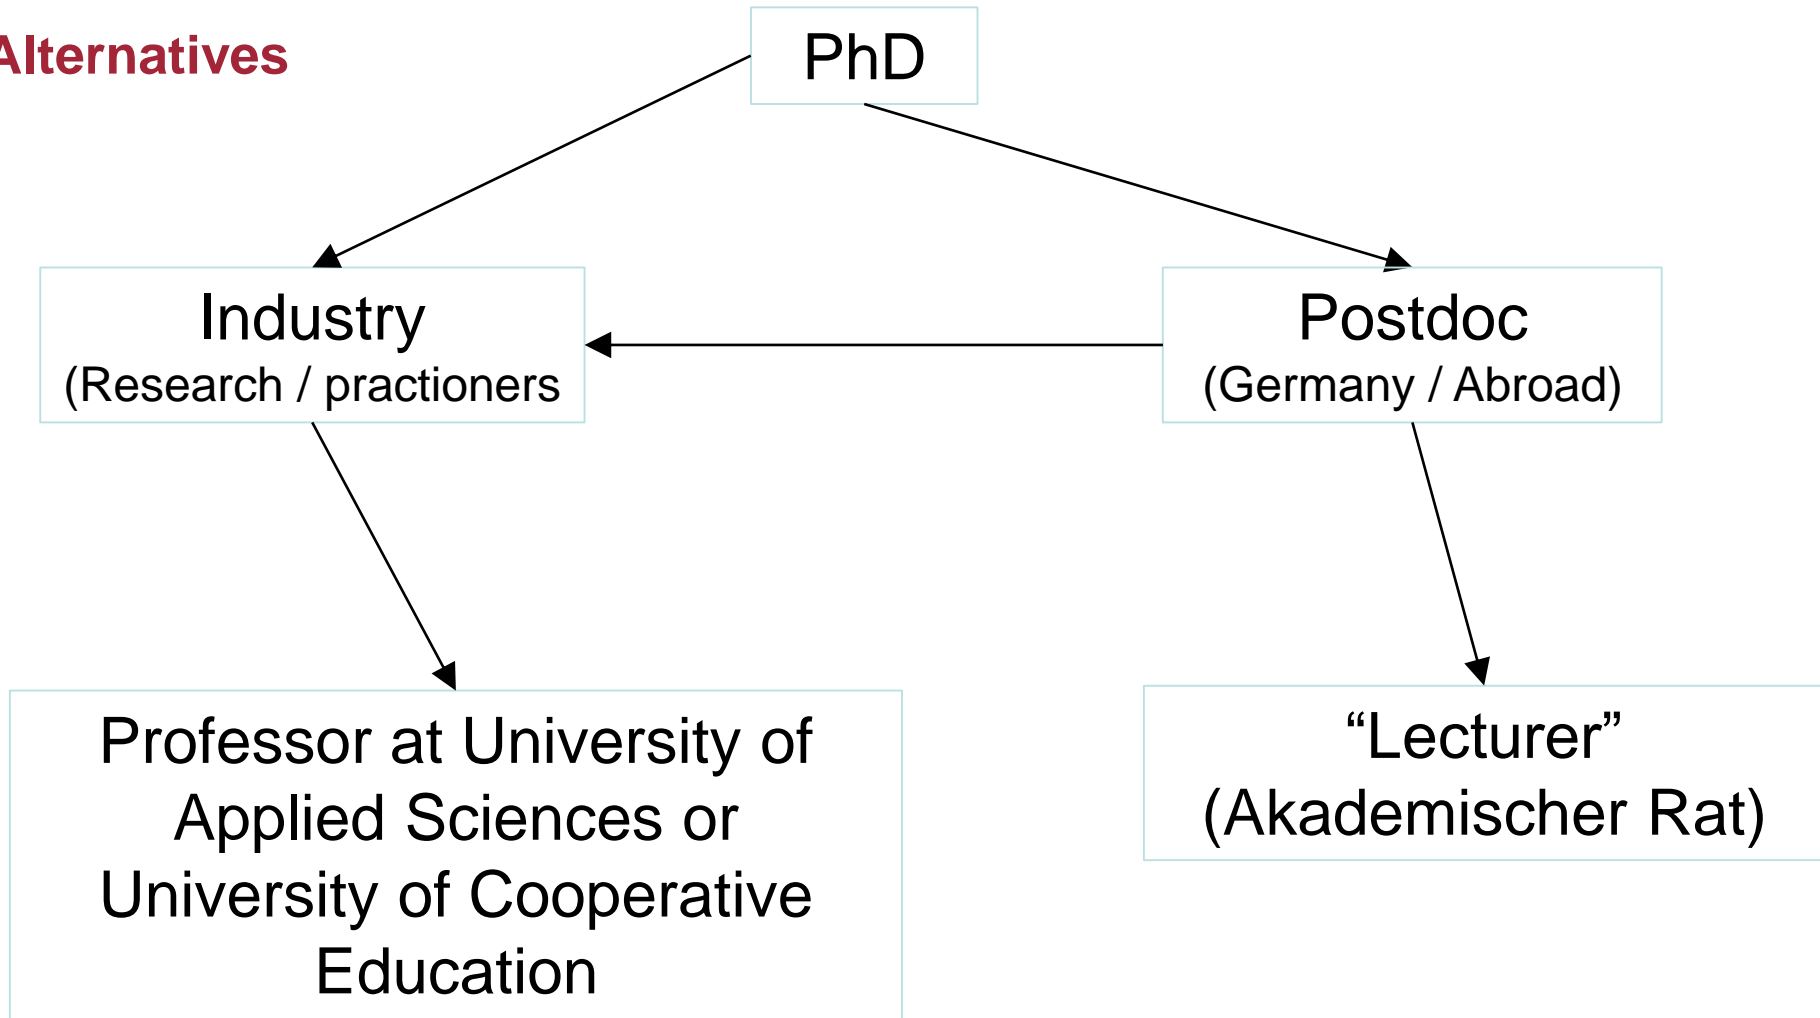 Alternatives
PhD
Industry
(Research / practioners
Postdoc
(Germany / Abroad)
Professor at University of
Applied Sciences or
University of Cooperative
Education
“Lecturer”
(Akademischer Rat)